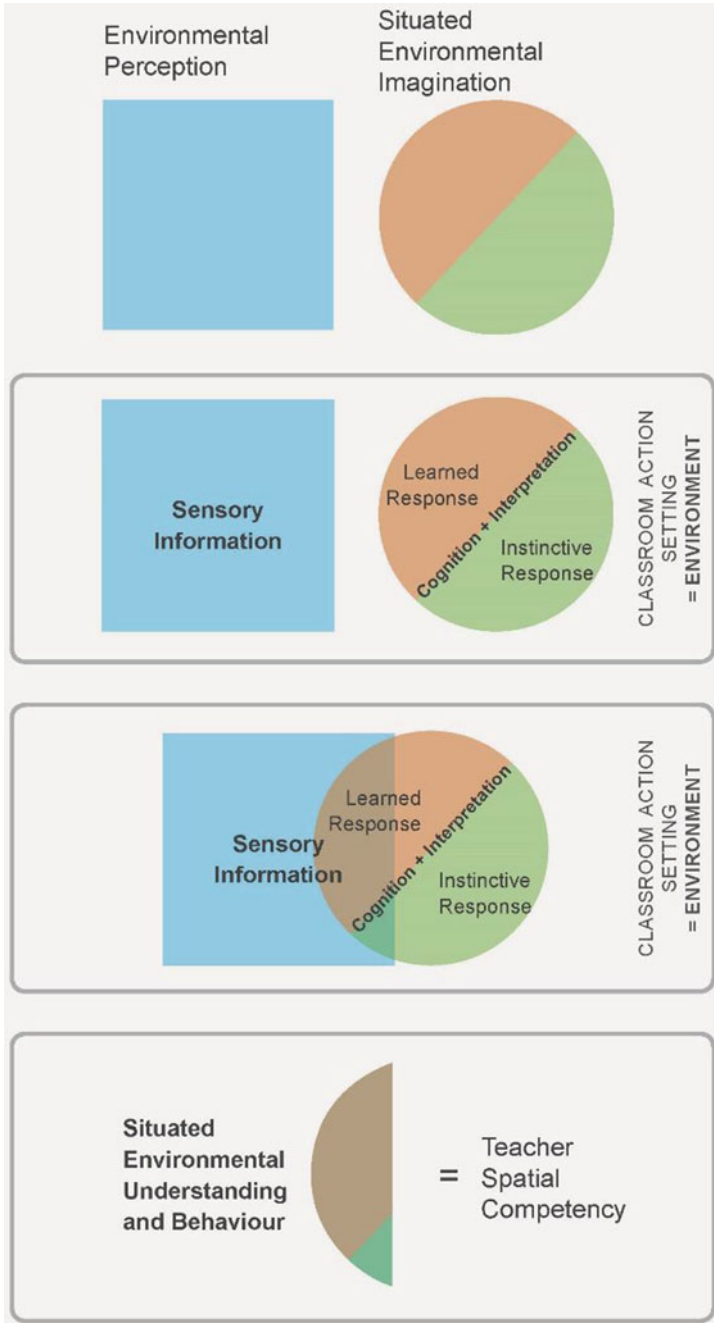 Environmental
Perception
Situated
Environmental
Imagination
Sensory
Information
Learned
Response
Cognition + Interpretation
Instinctive
Response
CLASSROOM ACTION
SETTING
= ENVIRONMENT
Sensory
Information
Learned
Response
Cognition + Interpretation
Instinctive
Response
CLASSROOM ACTION
SETTING
= ENVIRONMENT
Situated
Environmental
Understanding
and Behaviour
=
Teacher
Spatial
Competency